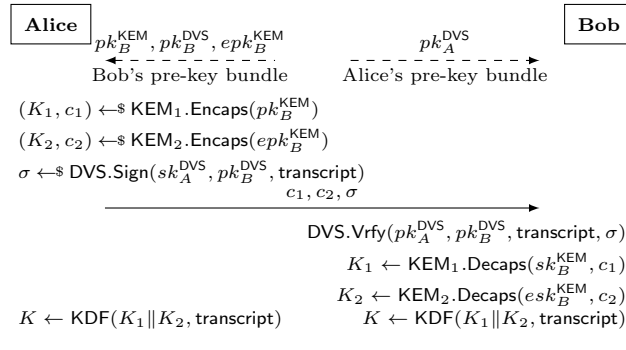 Alice Bob
pk_B^KEM, pk_B^DVS, epk_B^KEM pk_A^DVS
Bob's pre-key bundle Alice's pre-key bundle
(K_1, c_1) ←$ KEM_1.Encaps(pk_B^KEM)
(K_2, c_2) ←$ KEM_2.Encaps(epk_B^KEM)
σ ←$ DVS.Sign(sk_A^DVS, pk_B^DVS, transcript)
c_1, c_2, σ
DVS.Vrfy(pk_A^DVS, pk_B^DVS, transcript, σ)
K_1 ← KEM_1.Decaps(sk_B^KEM, c_1)
K_2 ← KEM_2.Decaps(esk_B^KEM, c_2)
K ← KDF(K_1‖K_2, transcript) K ← KDF(K_1‖K_2, transcript)